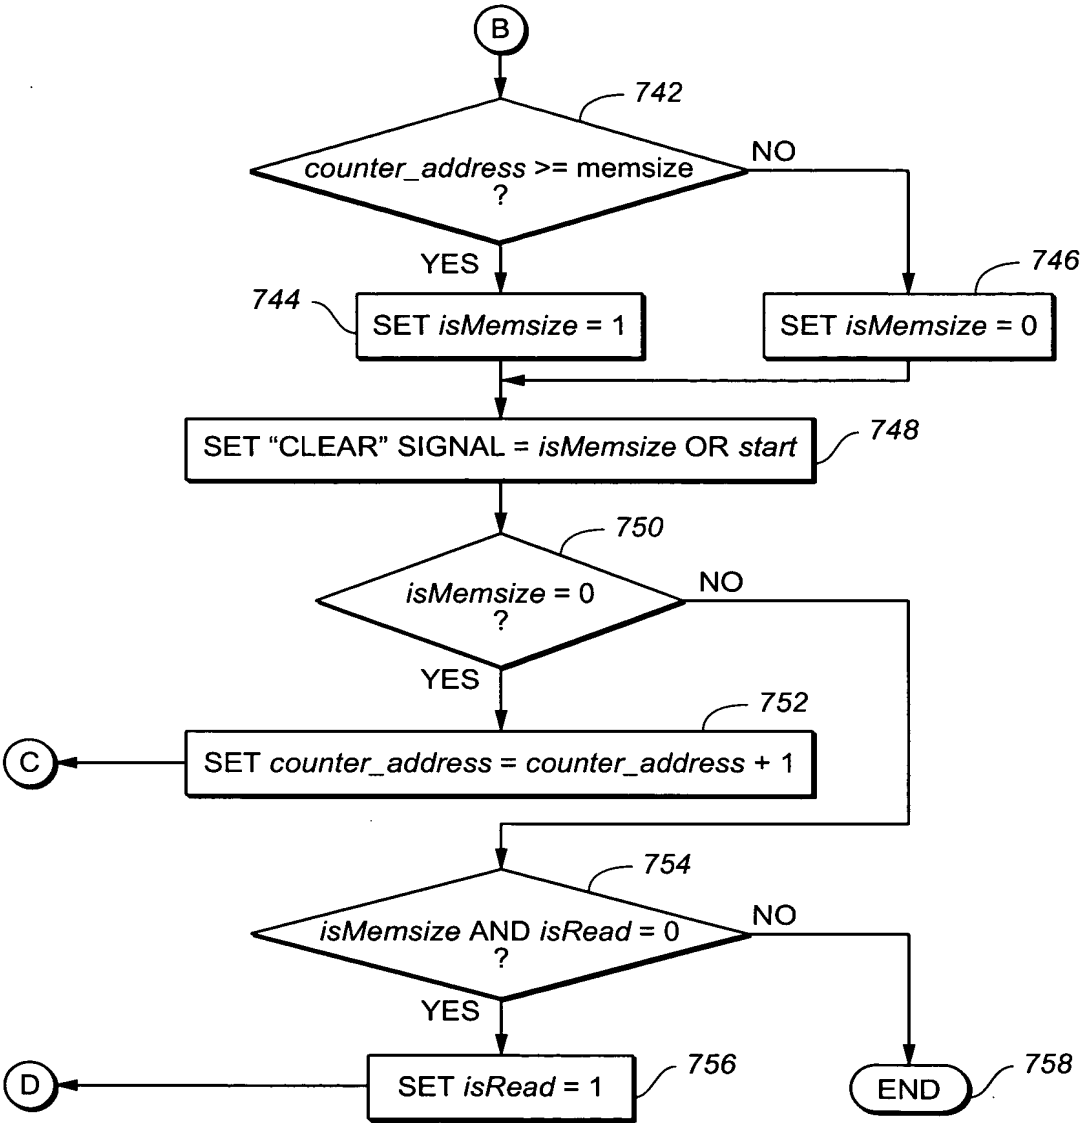 B
742
counter_address >= memsize
?
NO
YES
744
SET isMemsize = 1
746
SET isMemsize = 0
SET “CLEAR” SIGNAL = isMemsize OR start
748
750
isMemsize = 0
?
NO
YES
752
C
SET counter_address = counter_address + 1
754
isMemsize AND isRead = 0
?
NO
YES
D
SET isRead = 1
756
END
758